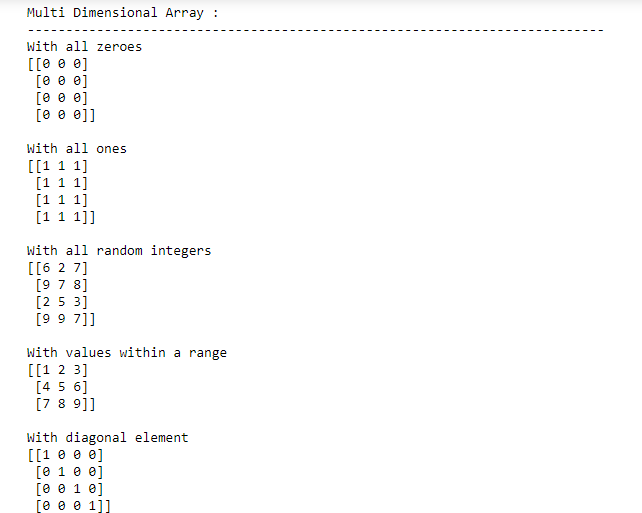 Multi Dimensional Array :
---------------------------------------------------------------------------
With all zeroes
[[0 0 0]
 [0 0 0]
 [0 0 0]
 [0 0 0]]
With all ones
[[1 1 1]
 [1 1 1]
 [1 1 1]
 [1 1 1]]
With all random integers
[[6 2 7]
 [9 7 8]
 [2 5 3]
 [9 9 7]]
With values within a range
[[1 2 3]
 [4 5 6]
 [7 8 9]]
With diagonal element
[[1 0 0 0]
 [0 1 0 0]
 [0 0 1 0]
 [0 0 0 1]]